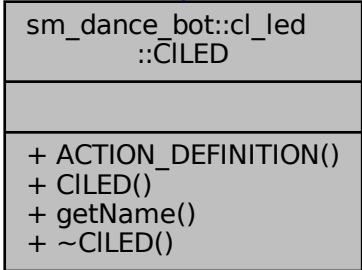 sm_dance_bot::cl_led
::ClLED
+ ACTION_DEFINITION()
+ ClLED()
+ getName()
+ ~ClLED()